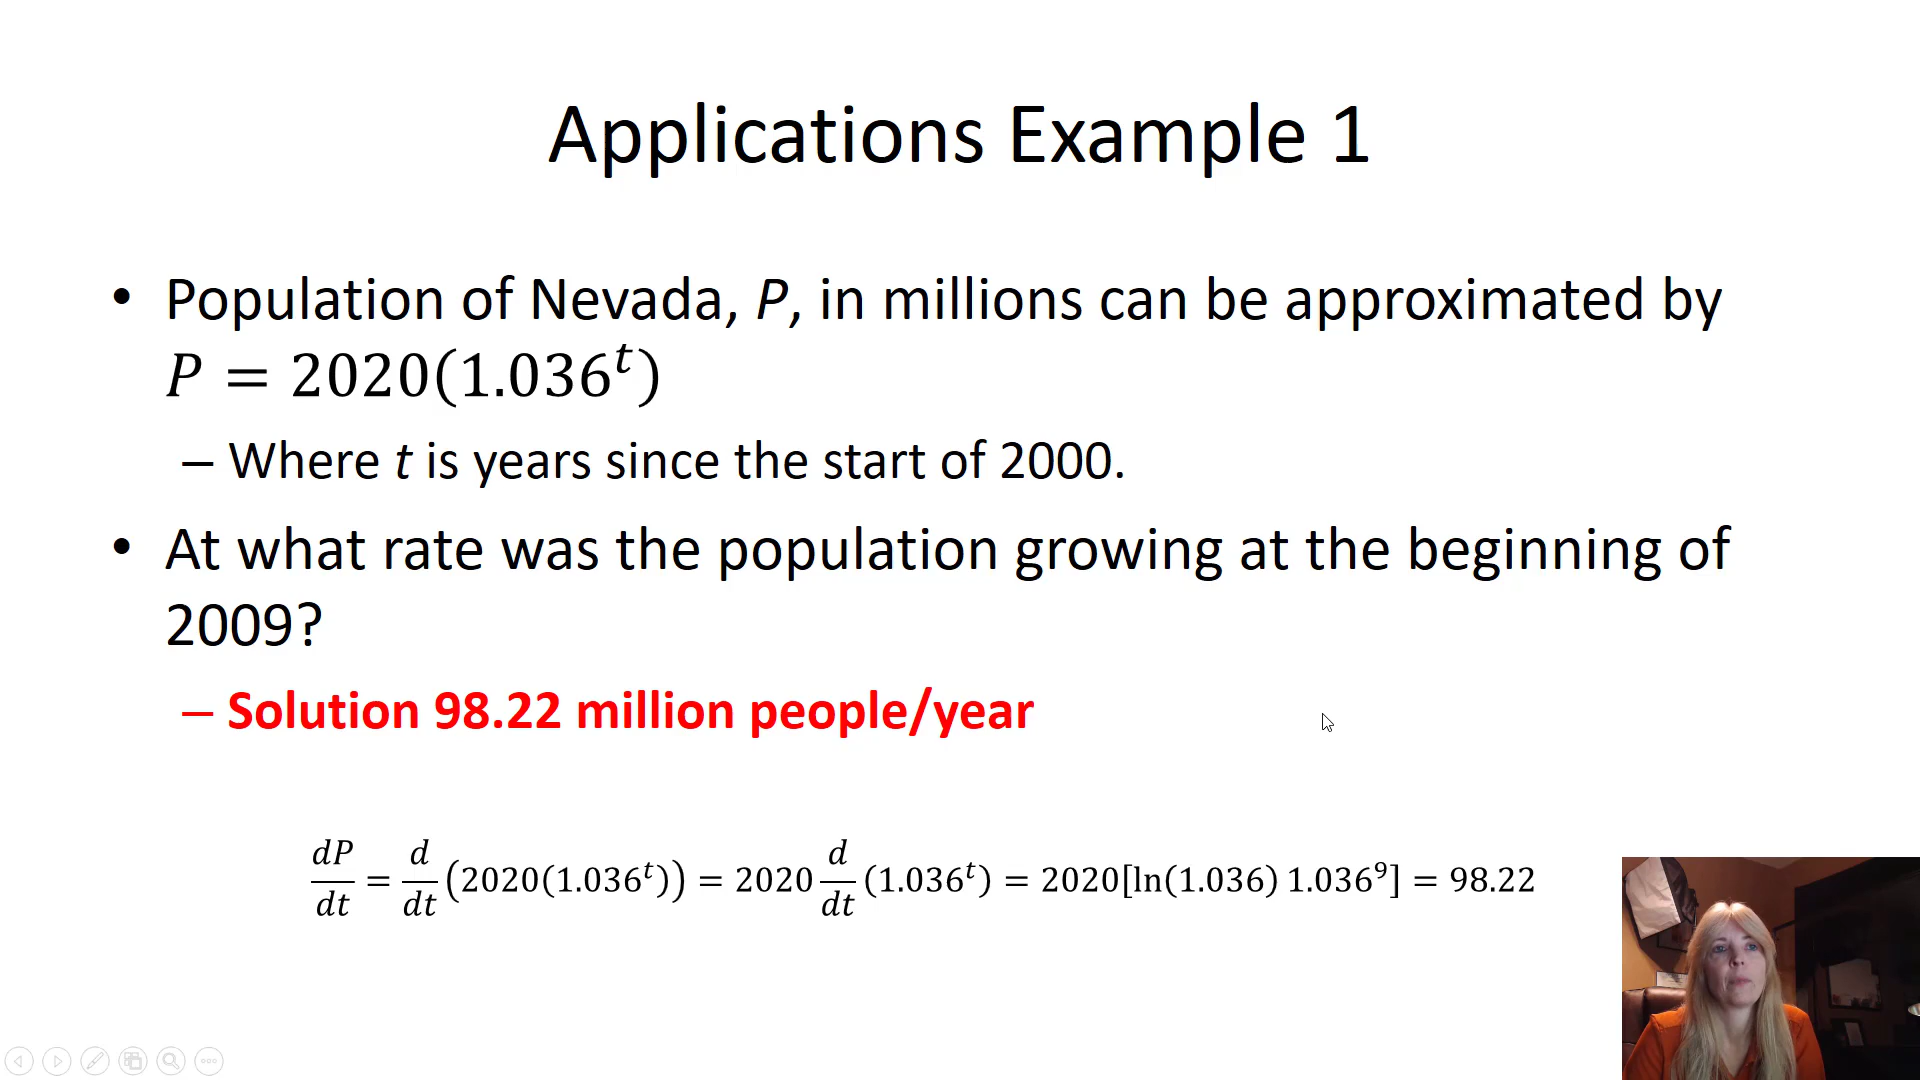 Applications Example 1
• Population of Nevada, P, in millions can be approximated by
P = 2020(1.036^t)
– Where t is years since the start of 2000.
• At what rate was the population growing at the beginning of
2009?
– Solution 98.22 million people/year
dP/dt = d/dt (2020(1.036^t)) = 2020 d/dt (1.036^t) = 2020[ln(1.036) 1.036^9] = 98.22